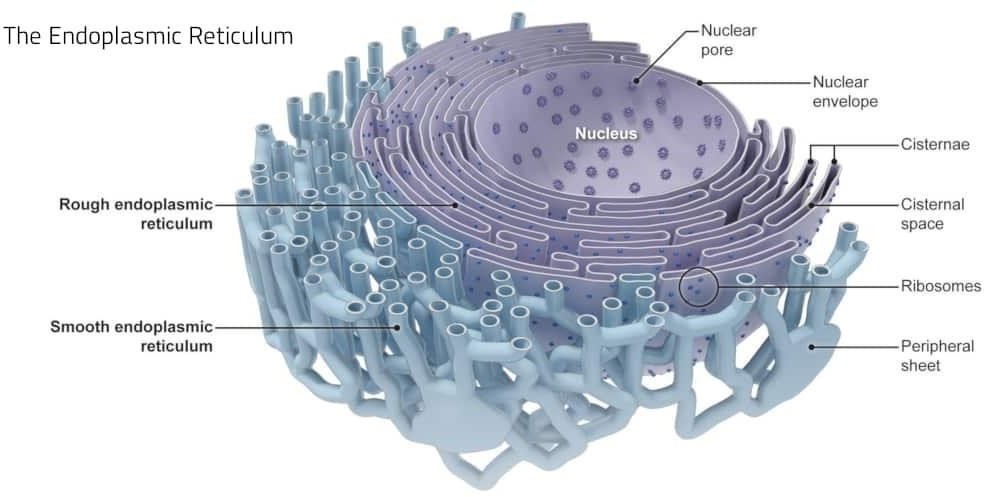 The Endoplasmic Reticulum
Nuclear
pore
Nuclear
envelope
Nucleus
Cisternae
Rough endoplasmic
reticulum
Cisternal
space
Ribosomes
Smooth endoplasmic
reticulum
Peripheral
sheet